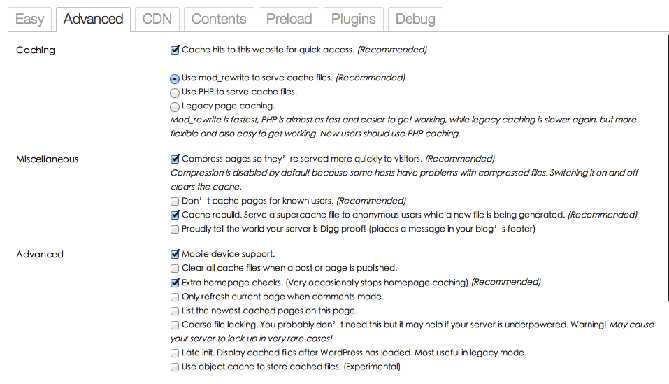 Easy Advanced CDN Contents Preload Plugins Debug
Caching
Cache hits to this website for quick access. (Recommended)
Use mod_rewrite to serve cache files. (Recommended)
Use PHP to serve cache files.
Legacy page caching.
Mod_rewrite is fastest, PHP is almost as fast and easier to get working, while legacy caching is slower again, but more
flexible and also easy to get working. New users should use PHP caching.
Miscellaneous
Compress pages so they’re served more quickly to visitors. (Recommended)
Compression is disabled by default because some hosts have problems with compressed files. Switching it on and off
clears the cache.
Don’t cache pages for known users. (Recommended)
Cache rebuild. Serve a supercache file to anonymous users while a new file is being generated. (Recommended)
Proudly tell the world your server is Digg proof! (places a message in your blog’s footer)
Advanced
Mobile device support.
Clear all cache files when a post or page is published.
Extra homepage checks. (Very occasionally stops homepage caching) (Recommended)
Only refresh current page when comments made.
List the newest cached pages on this page.
Coarse file locking. You probably don’t need this but it may help if your server is underpowered. Warning! May cause
your server to lock up in very rare cases!
Late init. Display cached files after WordPress has loaded. Most useful in legacy mode.
Use object cache to store cached files. (Experimental)